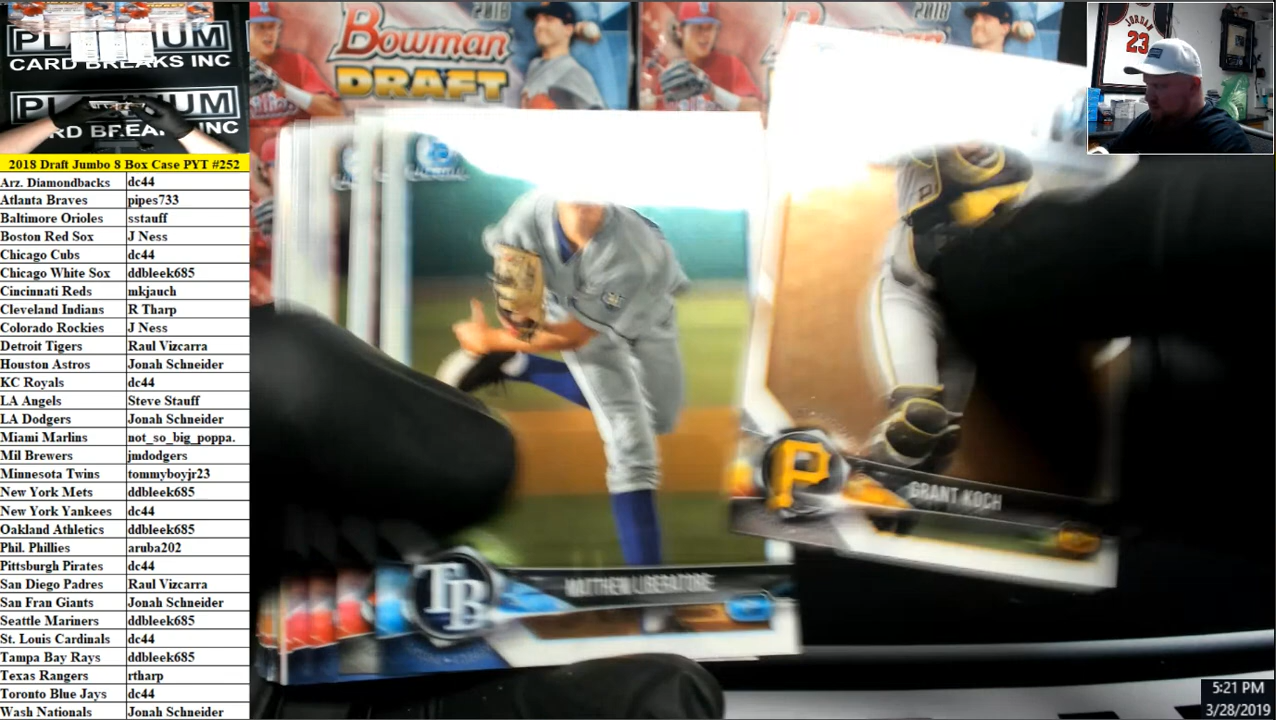 PLATINUM
CARD BREAKS INC
PLATINUM
CARD BREAKS INC
2018
Bowman
DRAFT
2018
Bowman
JORDAN
23
2018 Draft Jumbo 8 Box Case PYT #252
Arz. Diamondbacks dc44
Atlanta Braves pipes733
Baltimore Orioles sstauff
Boston Red Sox J Ness
Chicago Cubs dc44
Chicago White Sox ddbleek685
Cincinnati Reds mkjauch
Cleveland Indians R Tharp
Colorado Rockies J Ness
Detroit Tigers Raul Vizcarra
Houston Astros Jonah Schneider
KC Royals dc44
LA Angels Steve Stauff
LA Dodgers Jonah Schneider
Miami Marlins not_so_big_poppa.
Mil Brewers jmdodgers
Minnesota Twins tommyboyjr23
New York Mets ddbleek685
New York Yankees dc44
Oakland Athletics ddbleek685
Phil. Phillies aruba202
Pittsburgh Pirates dc44
San Diego Padres Raul Vizcarra
San Fran Giants Jonah Schneider
Seattle Mariners ddbleek685
St. Louis Cardinals dc44
Tampa Bay Rays ddbleek685
Texas Rangers rtharp
Toronto Blue Jays dc44
Wash Nationals Jonah Schneider
P
GRANT KOCH
TB
MATTHEW LIBERATORE
5:21 PM
3/28/2019